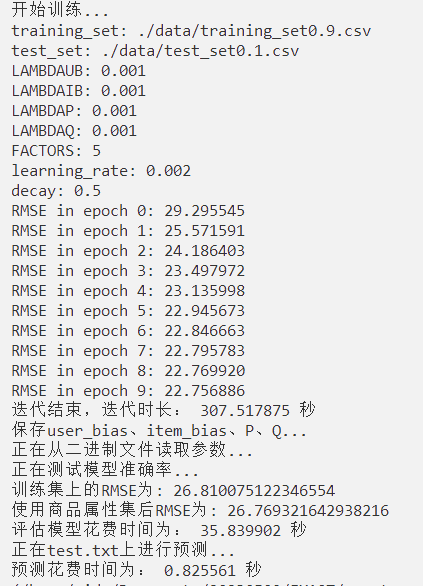 开始训练...
training_set: ./data/training_set0.9.csv
test_set: ./data/test_set0.1.csv
LAMBDAUB: 0.001
LAMBDAIB: 0.001
LAMBDAP: 0.001
LAMBDAQ: 0.001
FACTORS: 5
learning_rate: 0.002
decay: 0.5
RMSE in epoch 0: 29.295545
RMSE in epoch 1: 25.571591
RMSE in epoch 2: 24.186403
RMSE in epoch 3: 23.497972
RMSE in epoch 4: 23.135998
RMSE in epoch 5: 22.945673
RMSE in epoch 6: 22.846663
RMSE in epoch 7: 22.795783
RMSE in epoch 8: 22.769920
RMSE in epoch 9: 22.756886
迭代结束，迭代时长： 307.517875 秒
保存user_bias、item_bias、P、Q...
正在从二进制文件读取参数...
正在测试模型准确率...
训练集上的RMSE为: 26.810075122346554
使用商品属性集后RMSE为: 26.769321642938216
评估模型花费时间为: 35.839902 秒
正在test.txt上进行预测...
预测花费时间为： 0.825561 秒